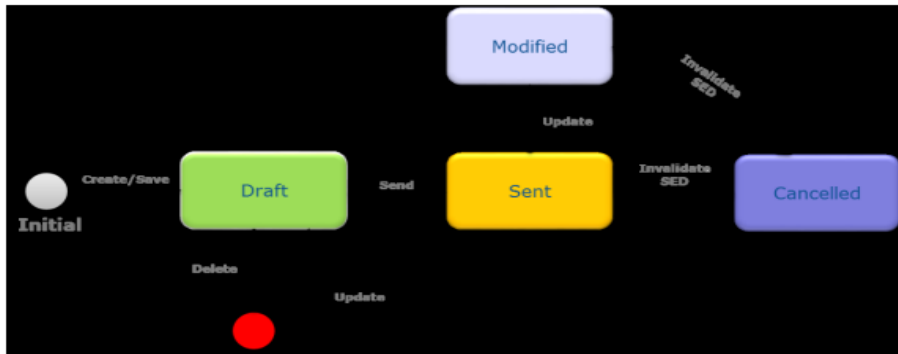 Modified
Invalidate
SED
Update
Create/Save
Draft
Send
Sent
Invalidate
SED
Cancelled
Initial
Delete
Update